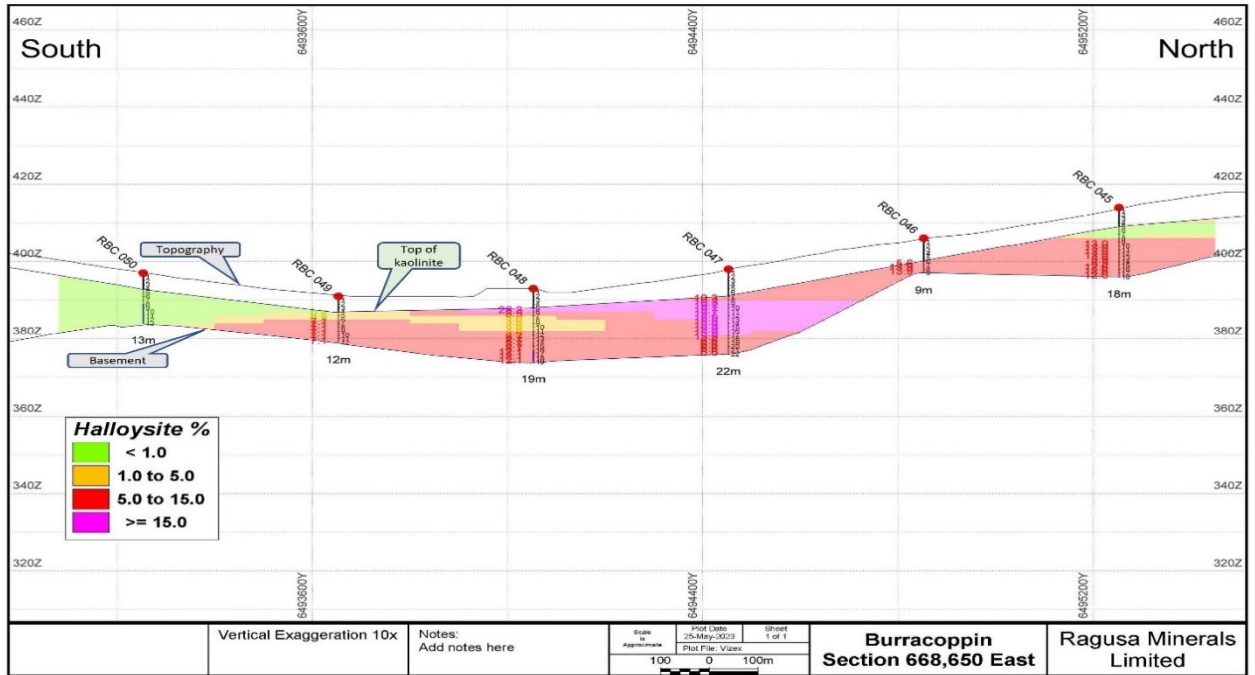 460Z
460Z
South
North
6493600Y
6494400Y
6495200Y
440Z
440Z
420Z
420Z
RBC 045
RBC 046
400Z
400Z
RBC 050
Topography
Top of
kaolinite
RBC 049
RBC 048
RBC 047
9m
18m
380Z
380Z
13m
12m
19m
22m
Basement
360Z
360Z
Halloysite %
< 1.0
1.0 to 5.0
5.0 to 15.0
>= 15.0
340Z
340Z
320Z
320Z
6493600Y
6494400Y
6495200Y
Vertical Exaggeration 10x
Notes:
Add notes here
Scale
is
Approximate
Plot Date
25-May-2023
Sheet
1 of 1
Plot File: Vizex
100 0 100m
Burracoppin
Section 668,650 East
Ragusa Minerals
Limited